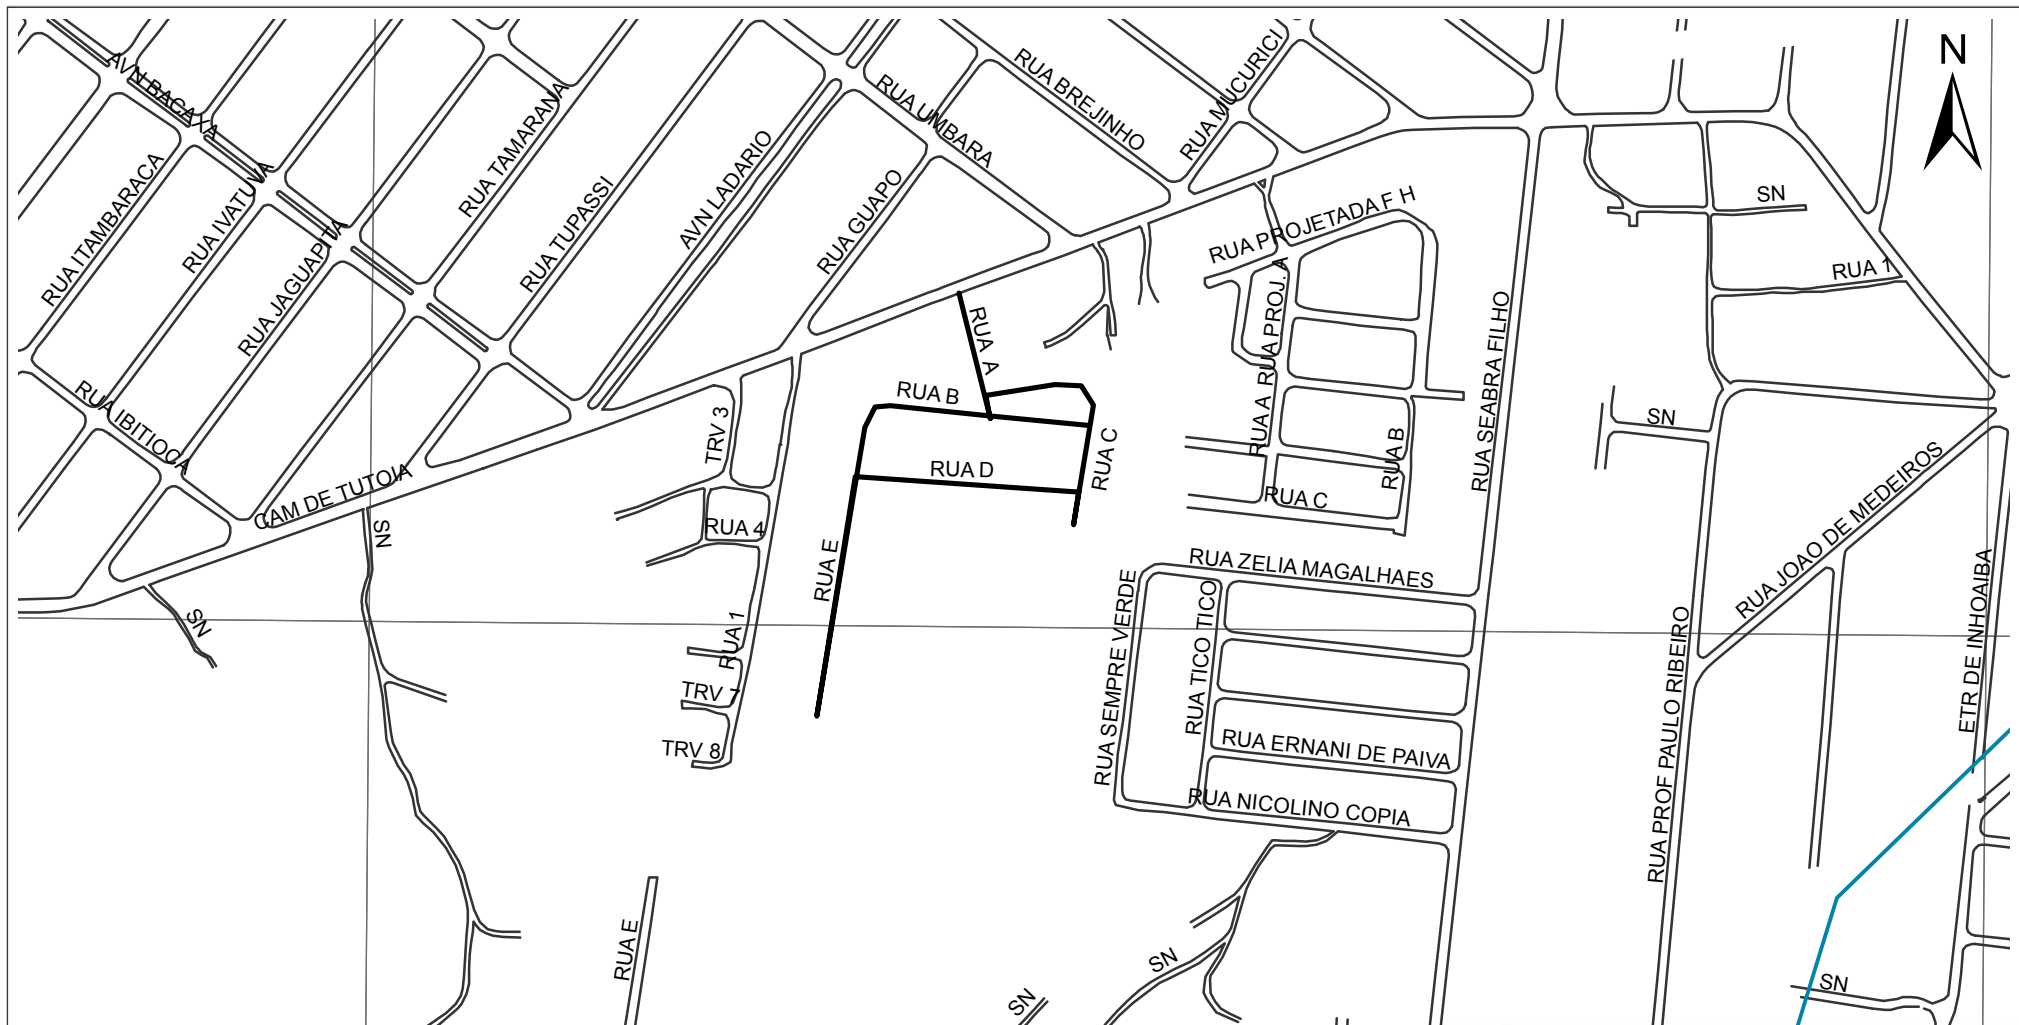 N
AVN BACAXA
RUA ITAMBARACA
RUA IVATUVA
RUA JAGUAPITA
RUA TAMARANA
RUA TUPASSI
AVN LADARIO
RUA GUAPO
RUA UMBARA
RUA BREJINHO
RUA MUCURICI
RUA PROJETADA F H
RUA PROJ. A
RUA A
RUA SEABRA FILHO
SN
RUA 1
RUA IBITIOCA
CAM DE TUTOIA
TRV 3
RUA A
RUA B
RUA C
RUA D
RUA E
RUA B
RUA C
SN
RUA JOAO DE MEDEIROS
RUA 4
SN
SN
RUA 1
TRV 7
TRV 8
RUA ZELIA MAGALHAES
RUA SEMPRE VERDE
RUA TICO TICO
RUA ERNANI DE PAIVA
RUA NICOLINO COPIA
RUA PROF PAULO RIBEIRO
ETR DE INHOAIBA
RUA E
SN
SN
SN